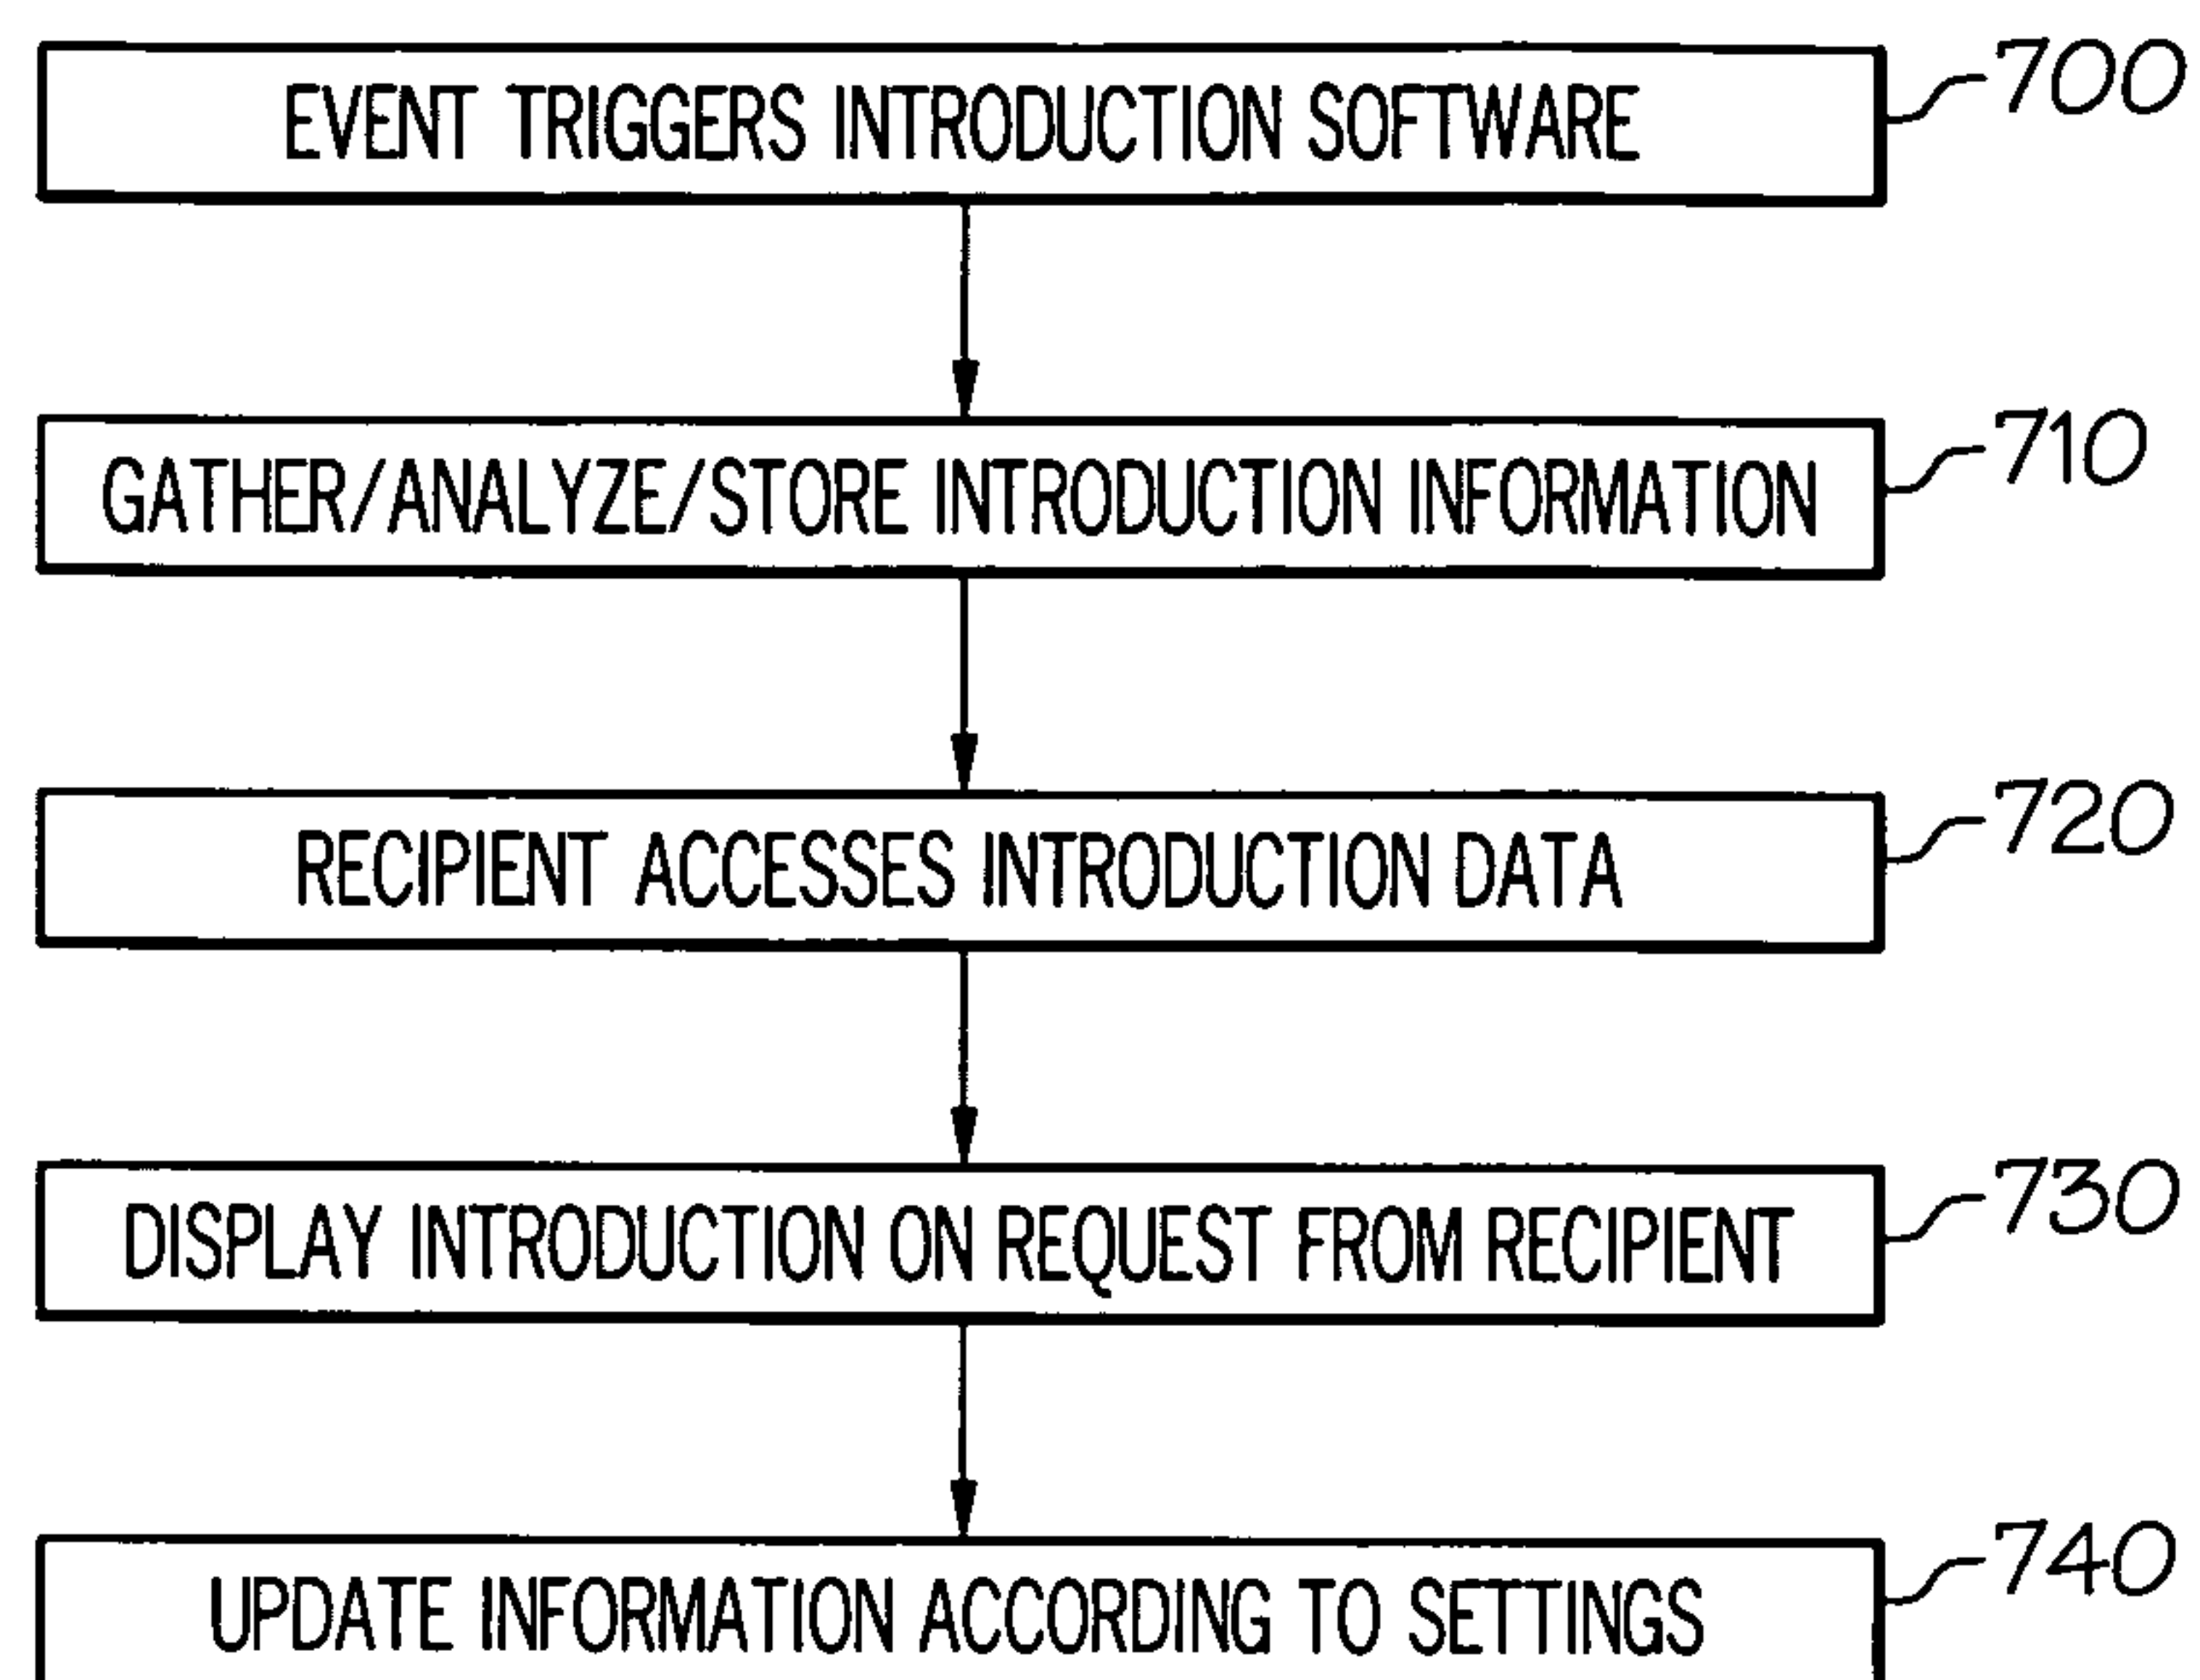 EVENT TRIGGERS INTRODUCTION SOFTWARE 700
GATHER/ANALYZE/STORE INTRODUCTION INFORMATION 710
RECIPIENT ACCESSES INTRODUCTION DATA 720
DISPLAY INTRODUCTION ON REQUEST FROM RECIPIENT 730
UPDATE INFORMATION ACCORDING TO SETTINGS 740